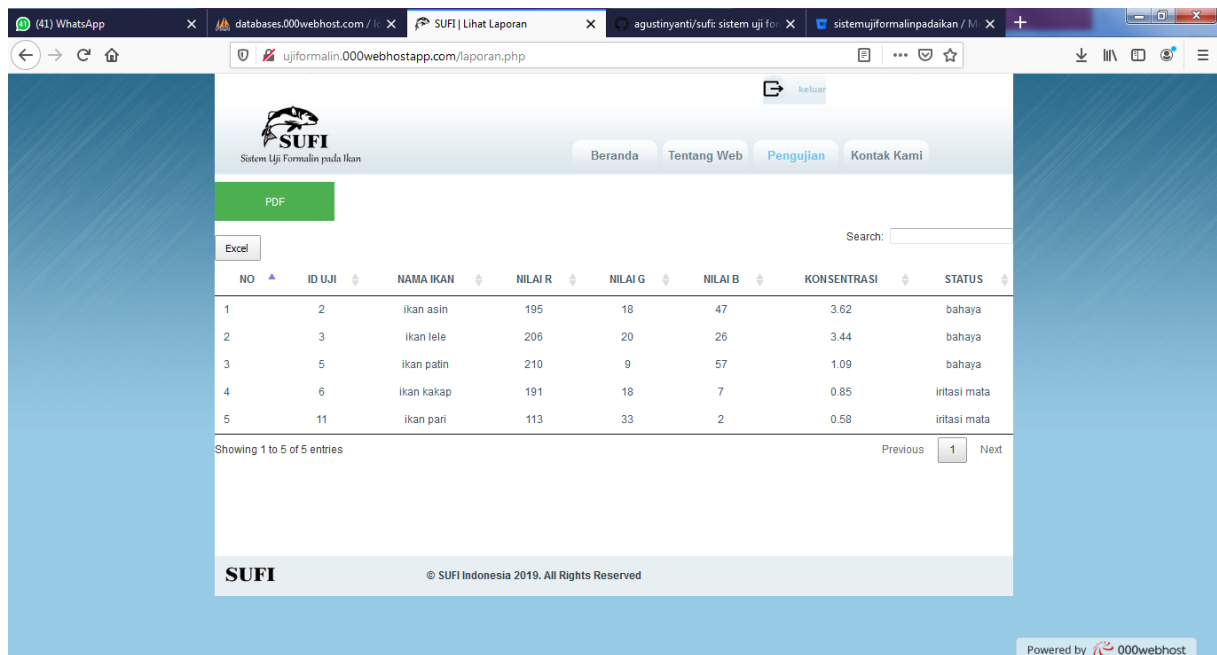 (41) WhatsApp
databases.000webhost.com / lo
SUFI | Lihat Laporan
agustinyanti/sufi: sistem uji for
sistemujiformalinpadaikan / M
ujiformalin.000webhostapp.com/laporan.php
keluar
SUFI
Sistem Uji Formalin pada Ikan
Beranda Tentang Web Pengujian Kontak Kami
PDF
Search:
Excel
NO ID UJI NAMA IKAN NILAI R NILAI G NILAI B KONSENTRASI STATUS
1 2 ikan asin 195 18 47 3.62 bahaya
2 3 ikan lele 206 20 26 3.44 bahaya
3 5 ikan patin 210 9 57 1.09 bahaya
4 6 ikan kakap 191 18 7 0.85 iritasi mata
5 11 ikan pari 113 33 2 0.58 iritasi mata
Showing 1 to 5 of 5 entries
Previous 1 Next
SUFI
© SUFI Indonesia 2019. All Rights Reserved
Powered by 000webhost